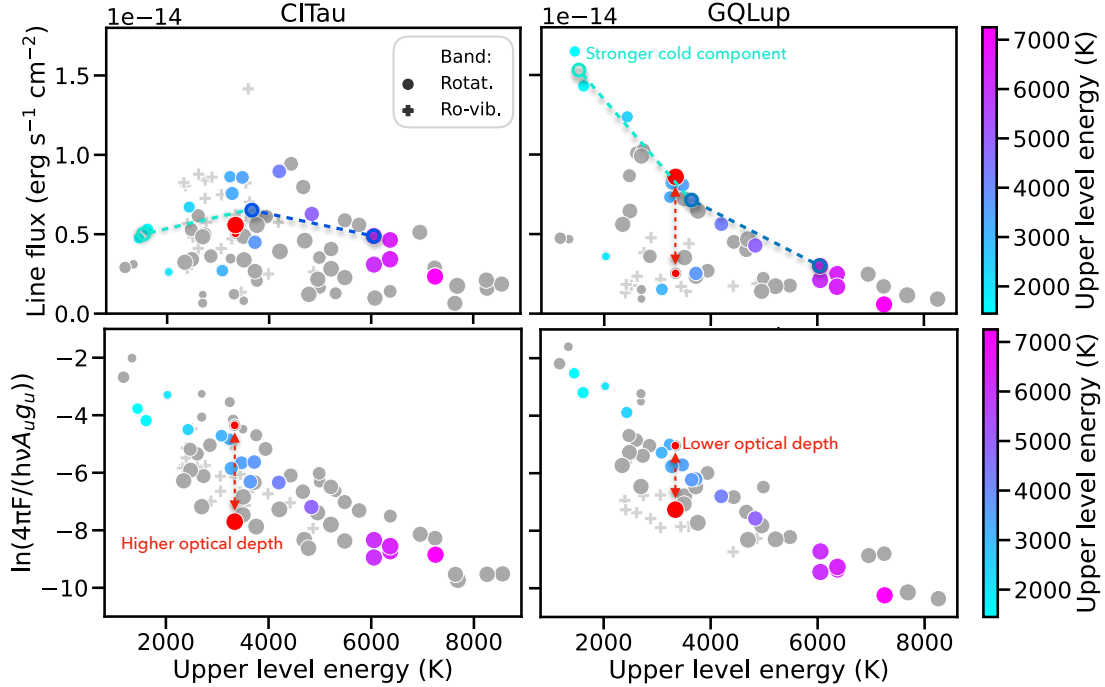 CITau
GQLup
1e−14
1e−14
Line flux (erg s⁻¹ cm⁻²)
1.5
1.0
0.5
0.0
Band:
Rotat.
Ro-vib.
Stronger cold component
7000
6000
5000
4000
3000
2000
Upper level energy (K)
ln(4πF/(hνAᵤgᵤ))
−2
−4
−6
−8
−10
Higher optical depth
Lower optical depth
7000
6000
5000
4000
3000
2000
Upper level energy (K)
2000
4000
6000
8000
2000
4000
6000
8000
Upper level energy (K)
Upper level energy (K)